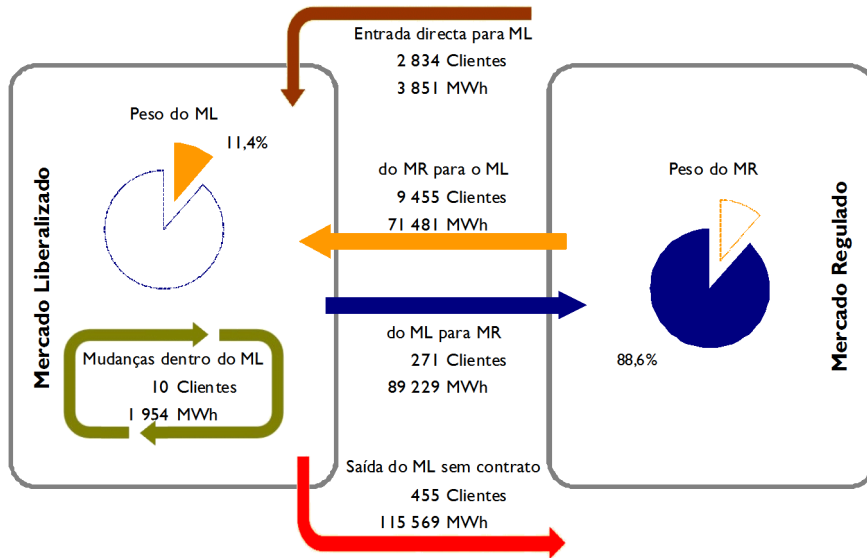 Entrada directa para ML
2 834 Clientes
3 851 MWh
Mercado Liberalizado
Peso do ML
11,4%
do MR para o ML
9 455 Clientes
71 481 MWh
Peso do MR
88,6%
Mercado Regulado
do ML para MR
271 Clientes
89 229 MWh
Mudanças dentro do ML
10 Clientes
1 954 MWh
Saída do ML sem contrato
455 Clientes
115 569 MWh